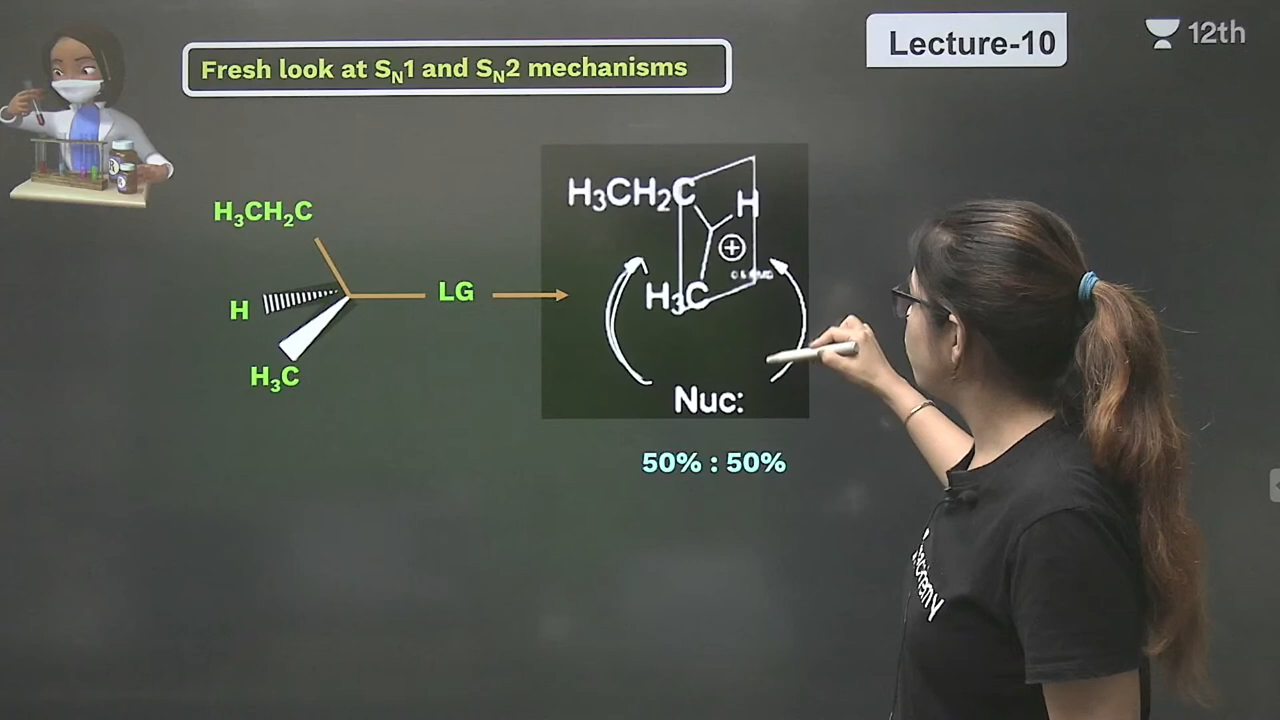 Lecture-10
12th
Fresh look at SN1 and SN2 mechanisms
H3CH2C
H
H3C
LG
H3CH2C
H
+
H3C
Nuc:
50% : 50%